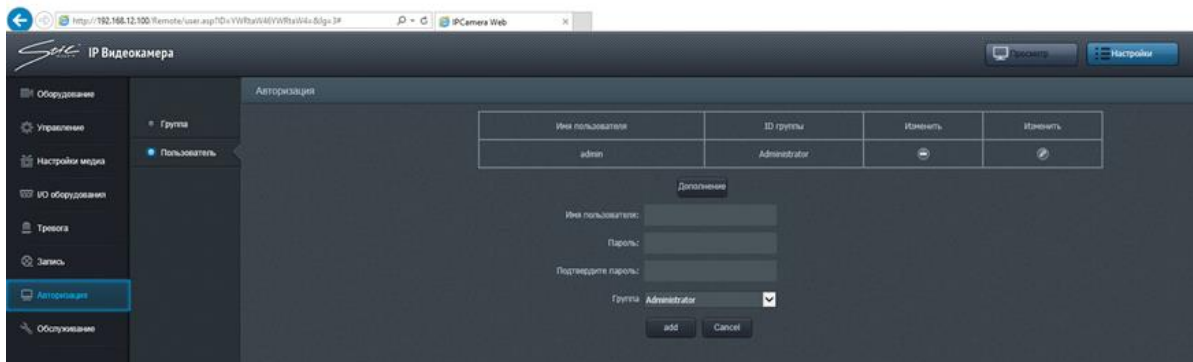 http://192.168.12.100/Remote/user.asp?ID=YWRtaW46YWRtaW4=&lg=3#
IPCamera Web
IP Видеокамера
Просмотр
Настройки
Оборудование
Управление
Настройки медиа
I/O оборудования
Тревога
Запись
Авторизация
Обслуживание
Группа
Пользователь
Авторизация
Имя пользователя ID группы Изменить Изменить
admin Administrator
Дополнение
Имя пользователя:
Пароль:
Подтвердите пароль:
Группа Administrator
add Cancel